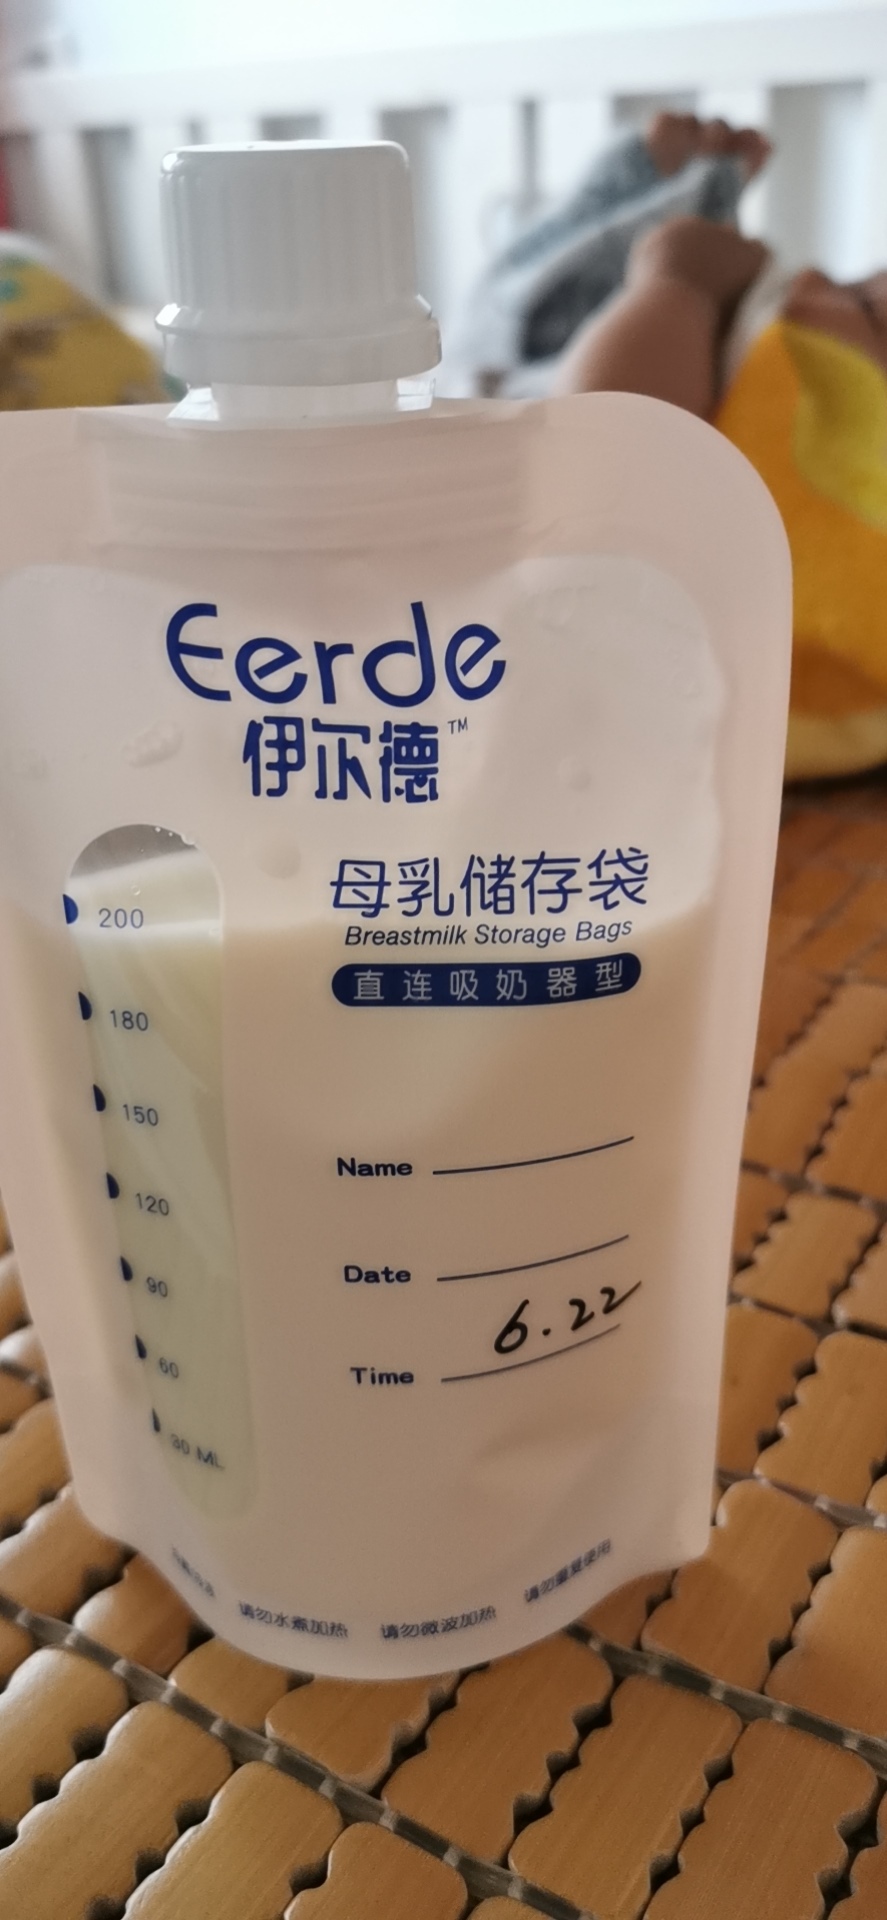 Eerde
伊尔德™
母乳储存袋
Breastmilk Storage Bags
直连吸奶器型
200
180
150
120
90
60
30 ML
Name
Date
6.22
Time
请勿水煮加热 请勿微波加热 请勿重复使用